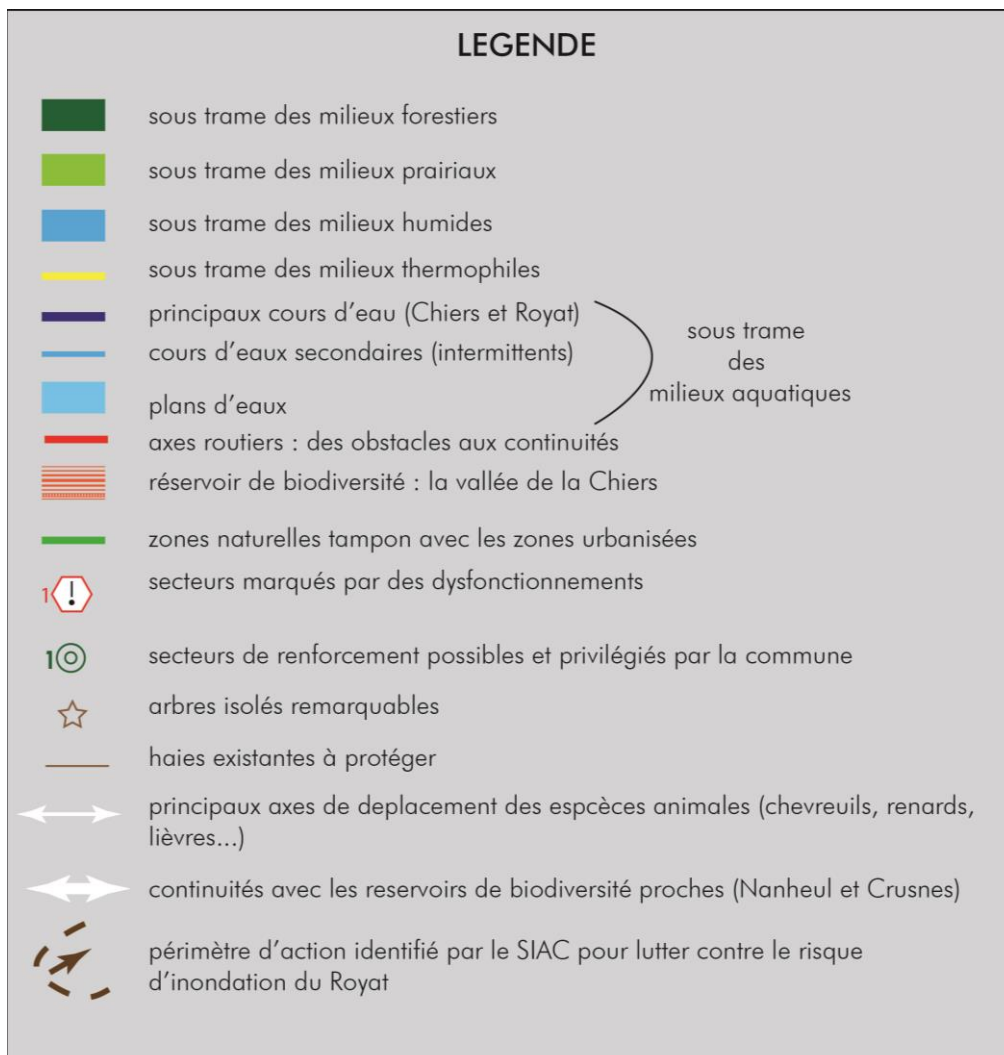 LEGENDE
sous trame des milieux forestiers
sous trame des milieux prairiaux
sous trame des milieux humides
sous trame des milieux thermophiles
principaux cours d'eau (Chiers et Royat)
cours d'eaux secondaires (intermittents)
plans d'eaux
sous trame
des
milieux aquatiques
axes routiers : des obstacles aux continuités
réservoir de biodiversité : la vallée de la Chiers
zones naturelles tampon avec les zones urbanisées
1 ! secteurs marqués par des dysfonctionnements
1 secteurs de renforcement possibles et privilégiés par la commune
arbres isolés remarquables
haies existantes à protéger
principaux axes de deplacement des espcèces animales (chevreuils, renards,
lièvres...)
continuités avec les reservoirs de biodiversité proches (Nanheul et Crusnes)
périmètre d'action identifié par le SIAC pour lutter contre le risque
d'inondation du Royat